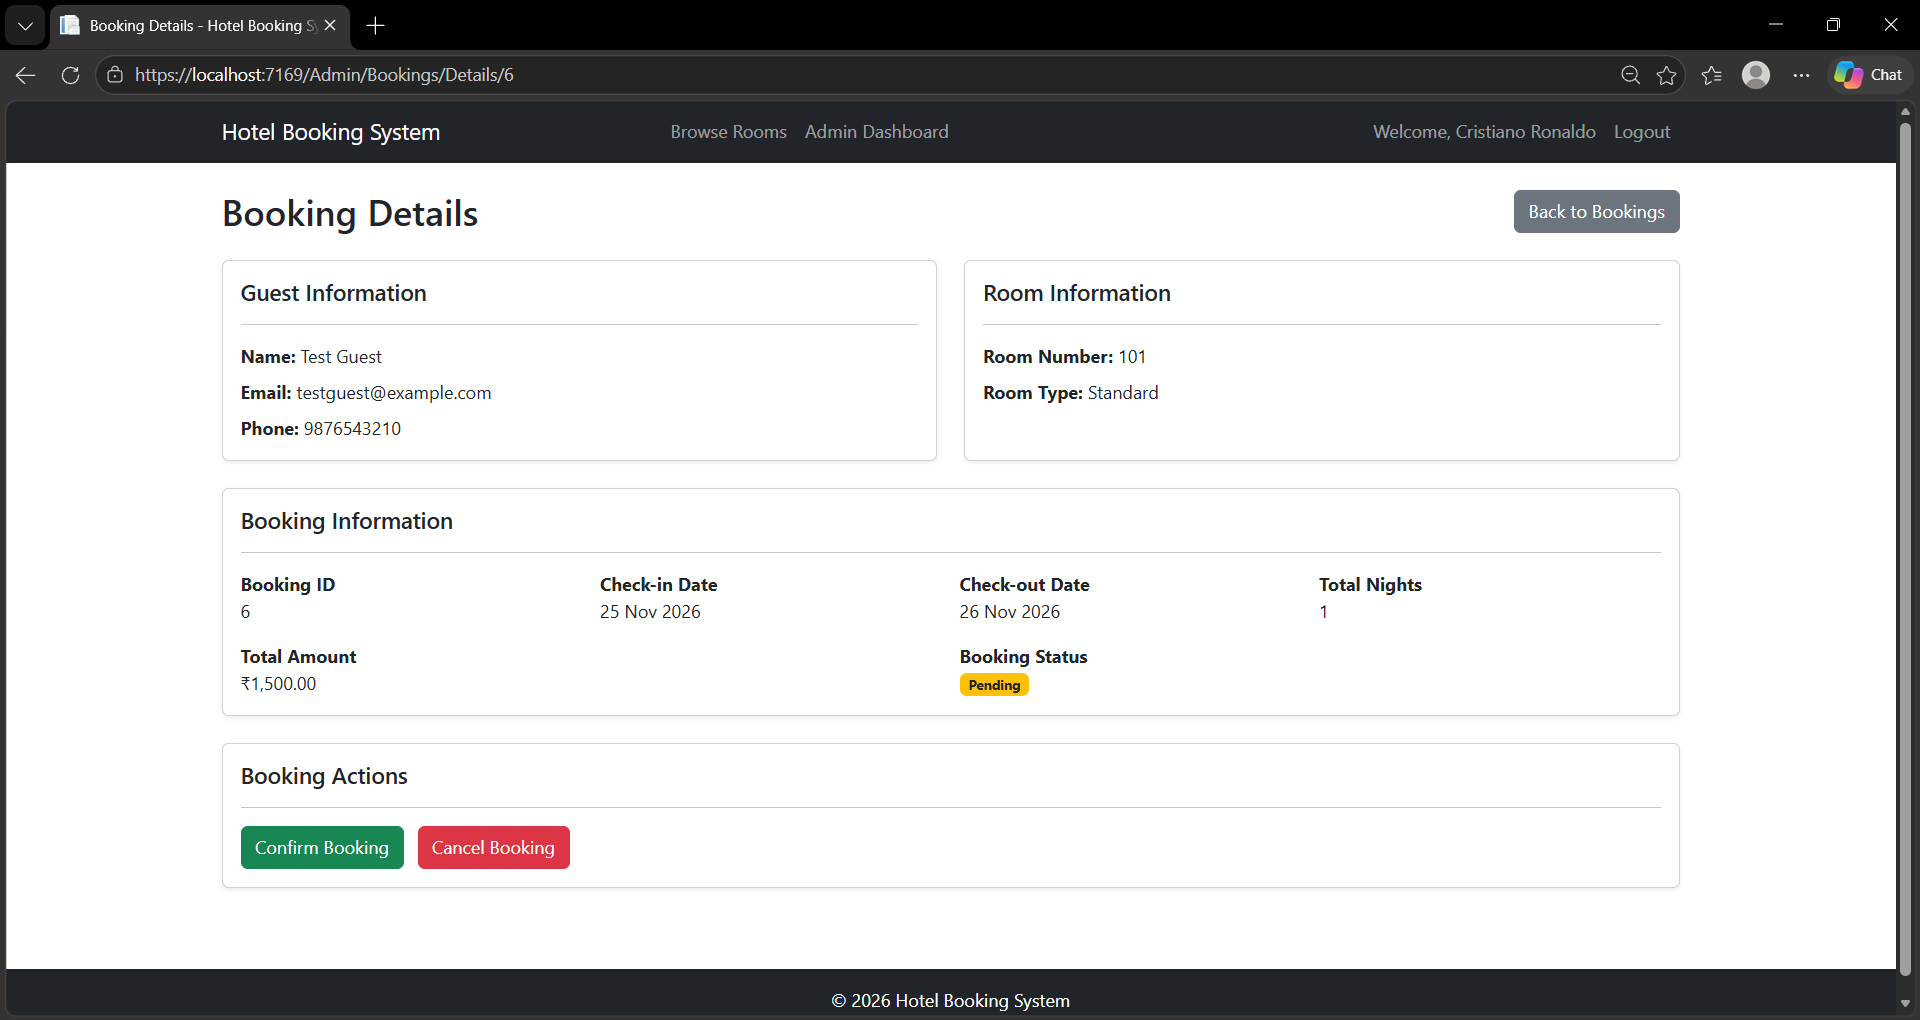 Booking Details - Hotel Booking S
https://localhost:7169/Admin/Bookings/Details/6
Chat
Hotel Booking System
Browse Rooms
Admin Dashboard
Welcome, Cristiano Ronaldo
Logout
Booking Details
Back to Bookings
Guest Information
Name: Test Guest
Email: testguest@example.com
Phone: 9876543210
Room Information
Room Number: 101
Room Type: Standard
Booking Information
Booking ID
6
Check-in Date
25 Nov 2026
Check-out Date
26 Nov 2026
Total Nights
1
Total Amount
₹1,500.00
Booking Status
Pending
Booking Actions
Confirm Booking
Cancel Booking
© 2026 Hotel Booking System